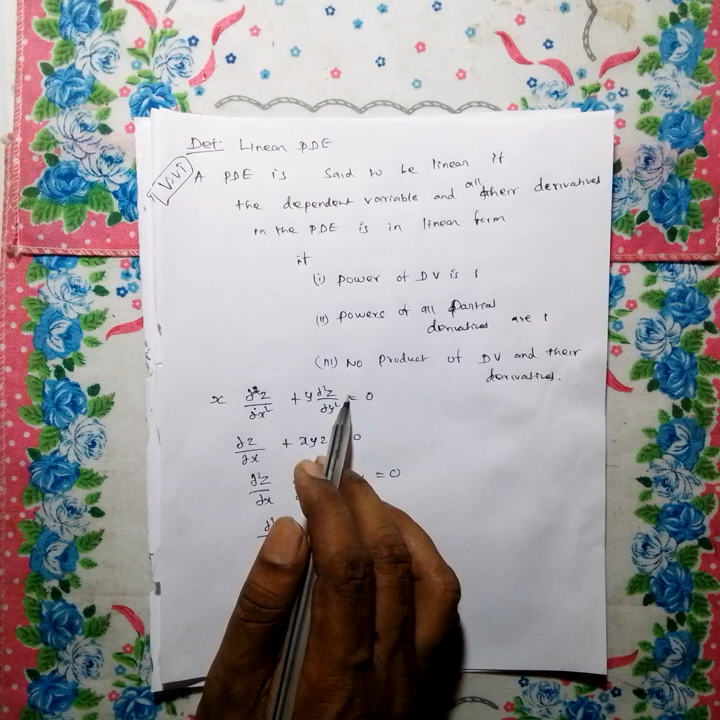 Def: Linear PDE
V.V.I
A PDE is said to be linear if
the dependent variable and all their derivatives
in the PDE is in linear form
if
(i) power of DV is 1
(ii) powers of all partial
derivatives are 1
(iii) No product of DV and their
derivatives.
x ∂²z/∂x² + y ∂²z/∂y² = 0
∂z/∂x + xyz 0
∂²z/∂x = 0